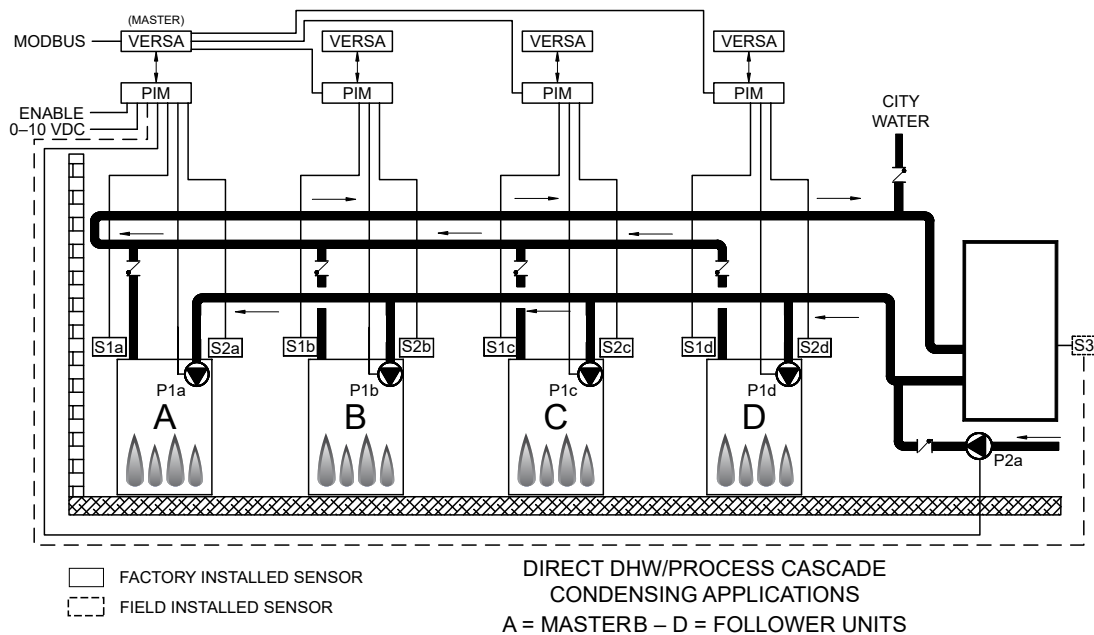 (MASTER)
MODBUS VERSA VERSA VERSA VERSA
PIM PIM PIM PIM
ENABLE
0–10 VDC
CITY
WATER
S1a S2a S1b S2b S1c S2c S1d S2d S3
P1a P1b P1c P1d
A B C D
P2a
FACTORY INSTALLED SENSOR
FIELD INSTALLED SENSOR
DIRECT DHW/PROCESS CASCADE
CONDENSING APPLICATIONS
A = MASTERB – D = FOLLOWER UNITS